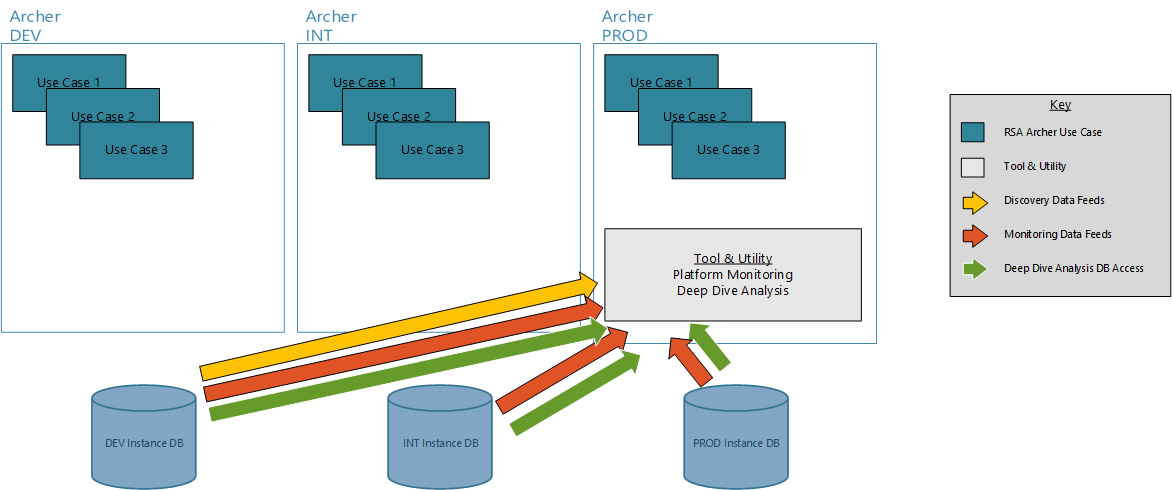 Archer
DEV
Use Case 1
Use Case 2
Use Case 3
Archer
INT
Use Case 1
Use Case 2
Use Case 3
Archer
PROD
Use Case 1
Use Case 2
Use Case 3
Tool & Utility
Platform Monitoring
Deep Dive Analysis
DEV Instance DB
INT Instance DB
PROD Instance DB
Key
RSA Archer Use Case
Tool & Utility
Discovery Data Feeds
Monitoring Data Feeds
Deep Dive Analysis DB Access